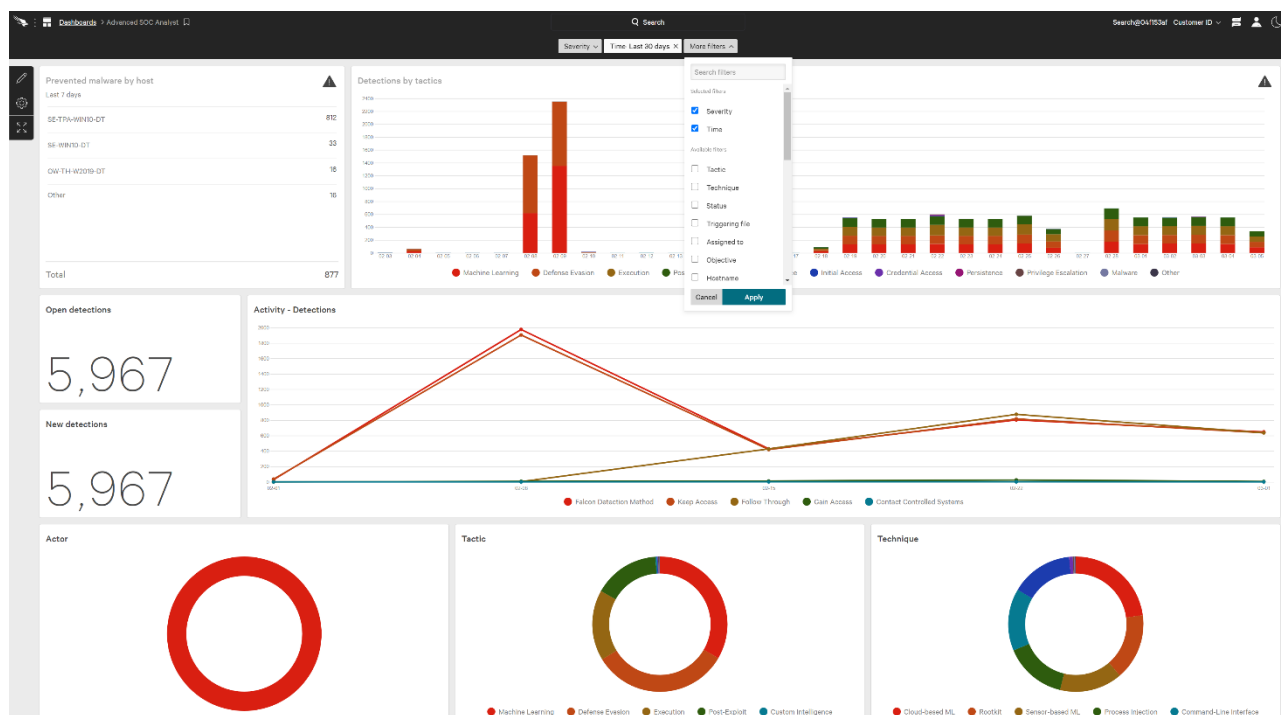 Dashboards > Advanced SOC Analyst
Search
Search@04f153af Customer ID
Severity
Time Last 30 days ×
More filters
Prevented malware by host
Last 7 days
SE-TPA-WIN10-DT 812
SE-WIN10-DT 33
OW-TH-W2019-DT 16
Other 16
Total 877
Detections by tactics
Machine Learning
Defense Evasion
Execution
Initial Access
Credential Access
Persistence
Privilege Escalation
Malware
Other
Search filters
Selected filters
Severity
Time
Available filters
Tactic
Technique
Status
Triggering file
Assigned to
Objective
Hostname
Cancel
Apply
Open detections
5,967
New detections
5,967
Activity - Detections
Falcon Detection Method
Keep Access
Follow Through
Gain Access
Contact Controlled Systems
Actor
Tactic
Machine Learning
Defense Evasion
Execution
Post-Exploit
Custom Intelligence
Technique
Cloud-based ML
Rootkit
Sensor-based ML
Process Injection
Command-Line Interface